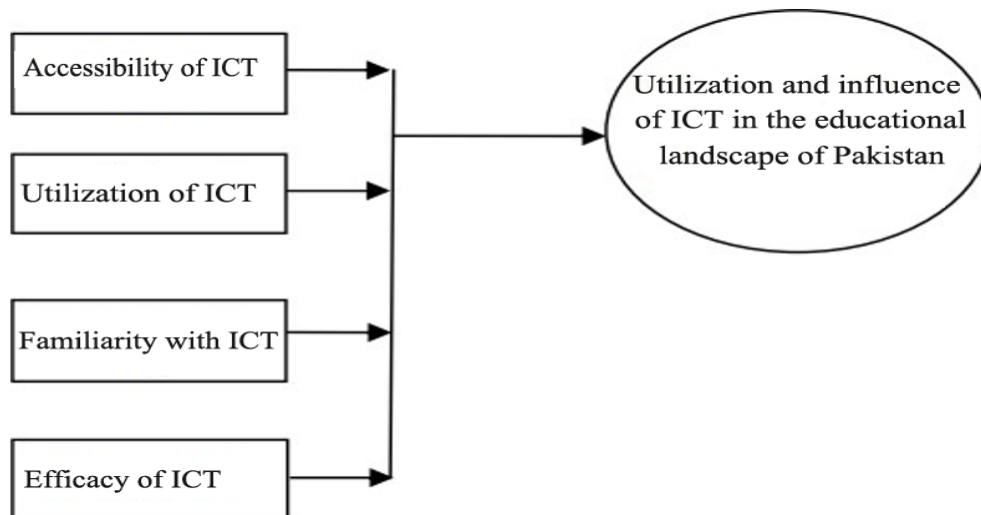 Accessibility of ICT
Utilization of ICT
Familiarity with ICT
Efficacy of ICT
Utilization and influence
of ICT in the educational
landscape of Pakistan